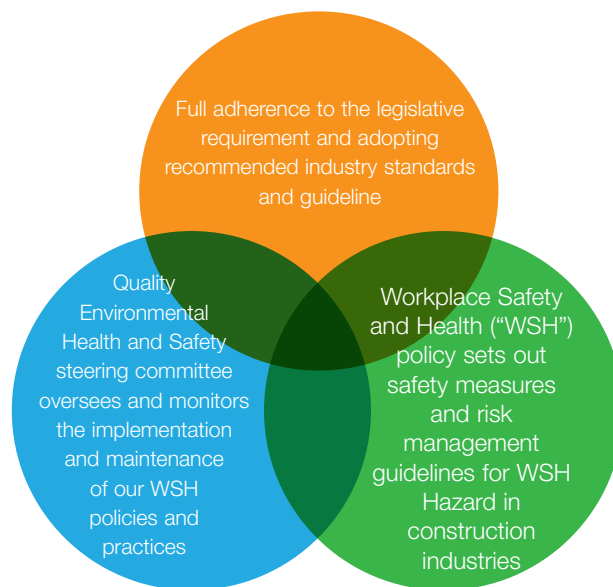 Full adherence to the legislative
requirement and adopting
recommended industry standards
and guideline
Quality
Environmental
Health and Safety
steering committee
oversees and monitors
the implementation
and maintenance
of our WSH
policies and
practices
Workplace Safety
and Health (“WSH”)
policy sets out
safety measures
and risk
management
guidelines for WSH
Hazard in
construction
industries